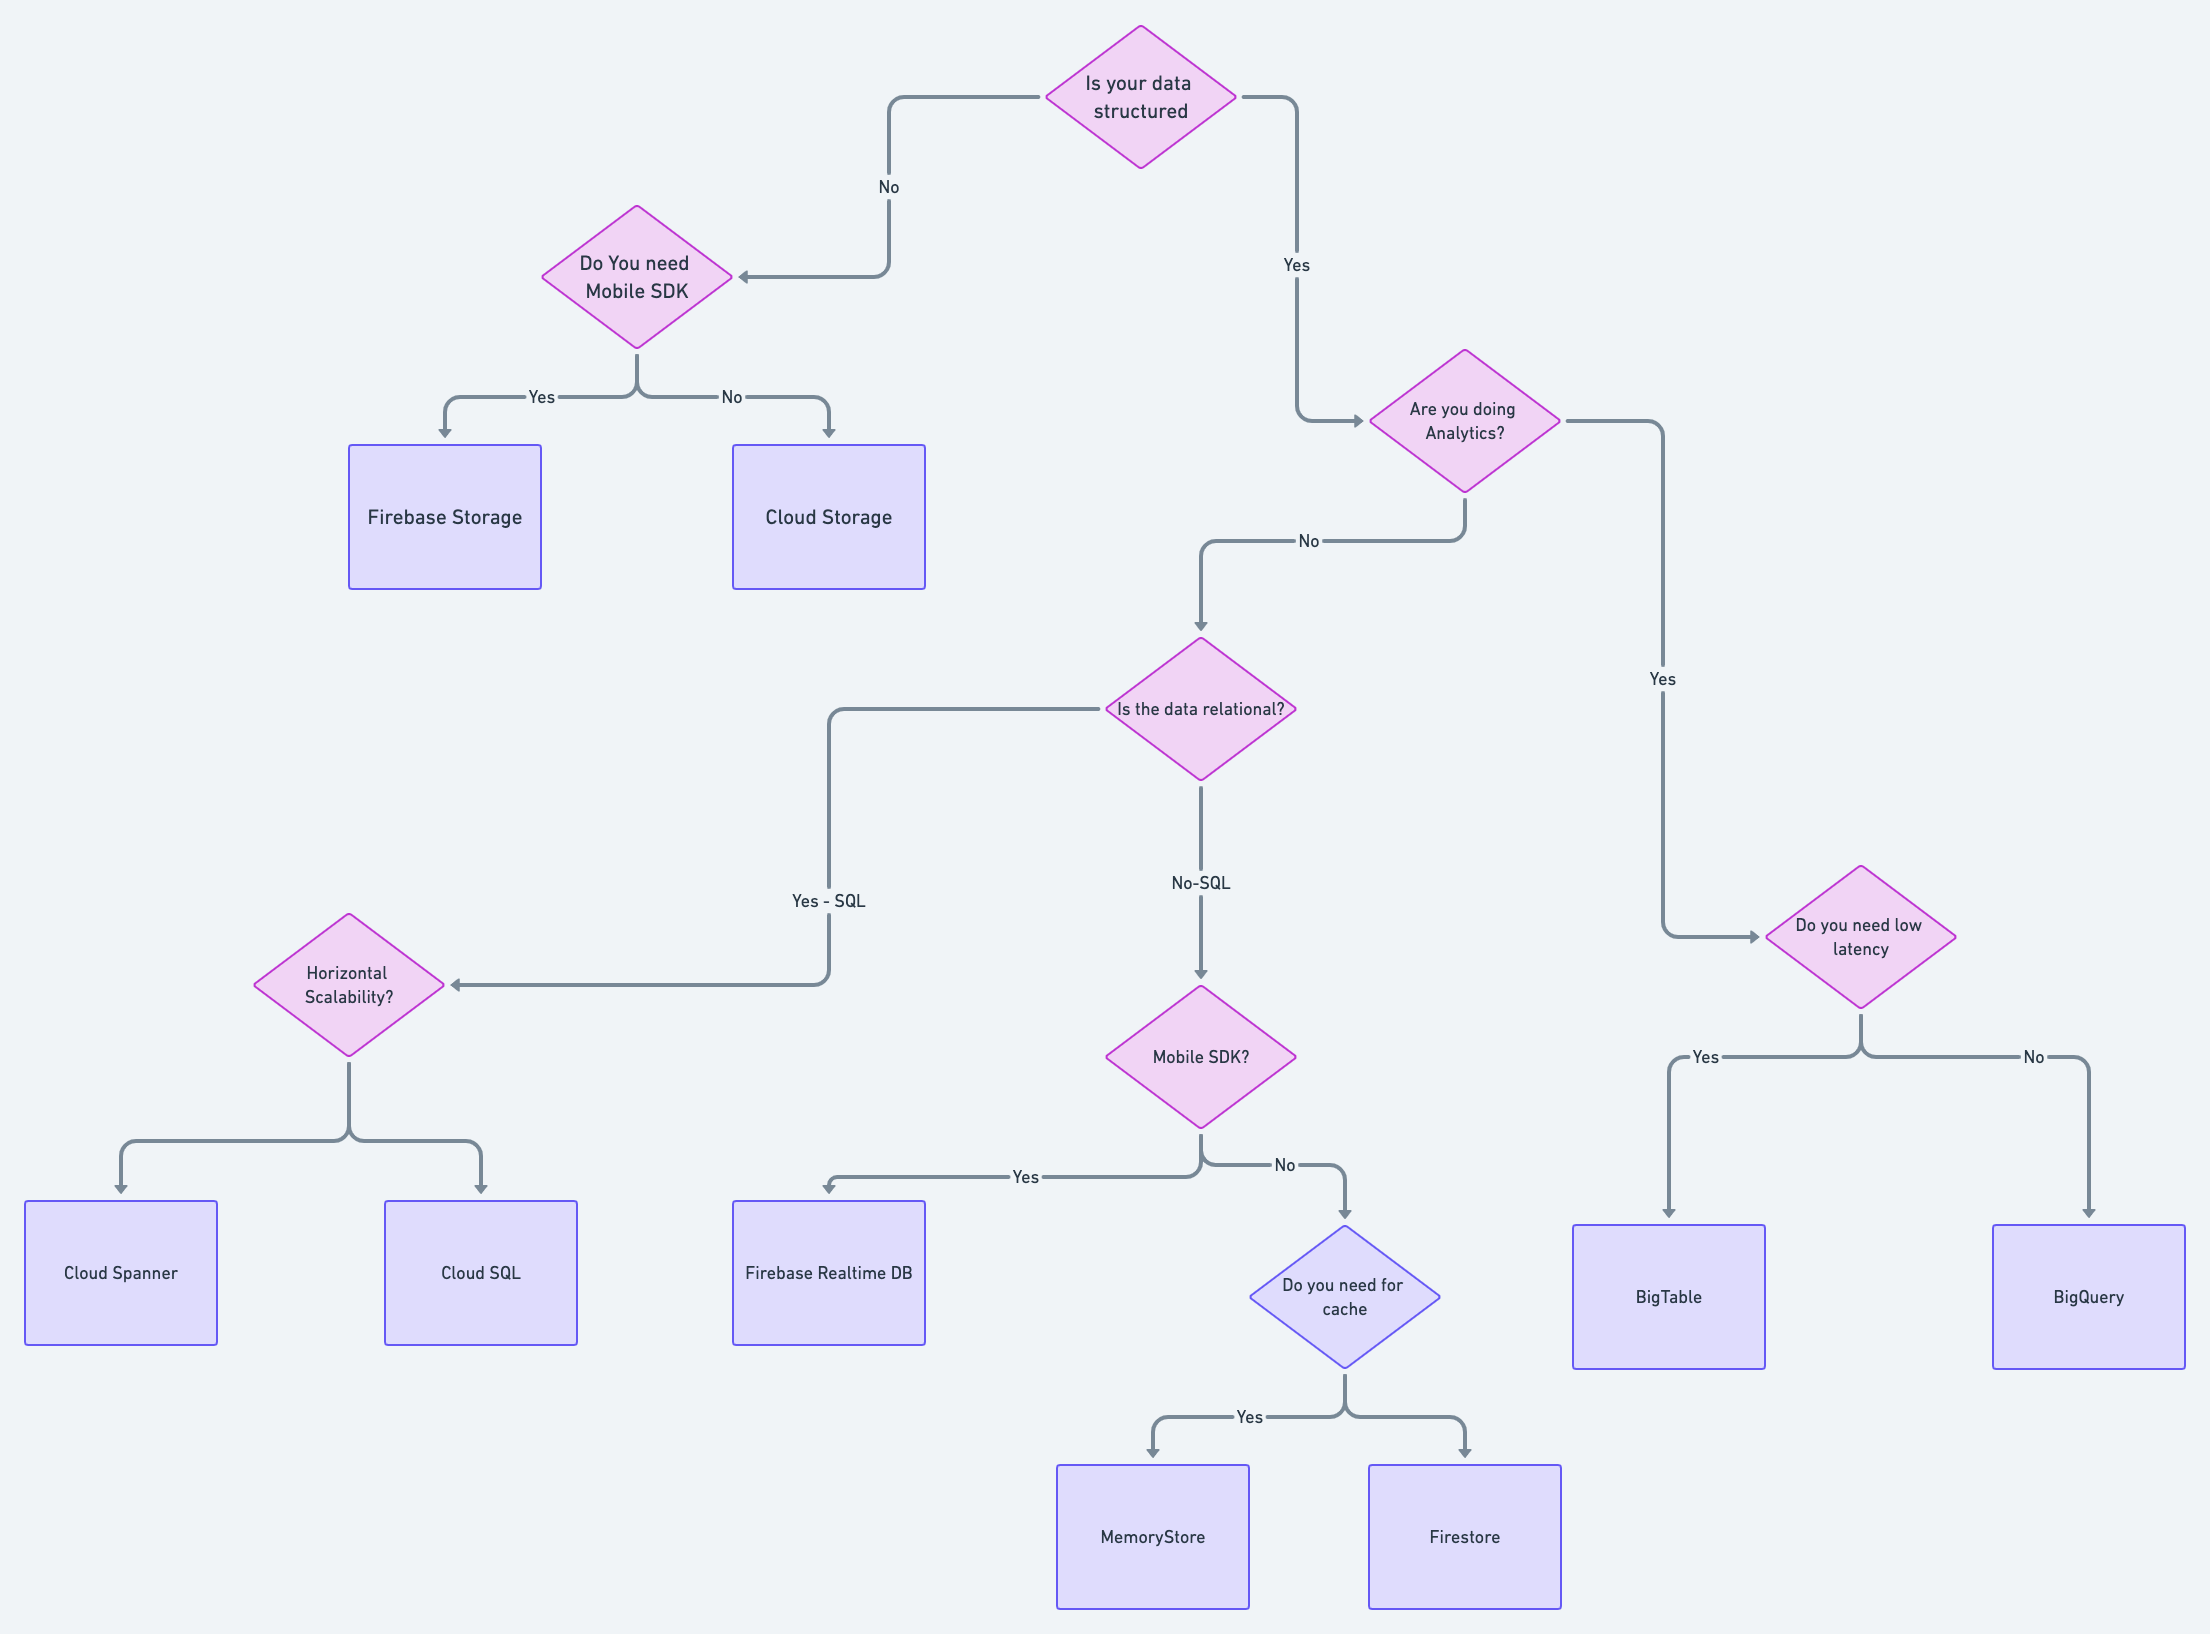 Is your data
structured
No
Do You need
Mobile SDK
Yes
Yes
No
Are you doing
Analytics?
Firebase Storage
Cloud Storage
No
Yes
Is the data relational?
No-SQL
Yes - SQL
Do you need low
latency
Horizontal
Scalability?
Mobile SDK?
Yes
No
Yes
No
Cloud Spanner
Cloud SQL
Firebase Realtime DB
Do you need for
cache
BigTable
BigQuery
Yes
MemoryStore
Firestore